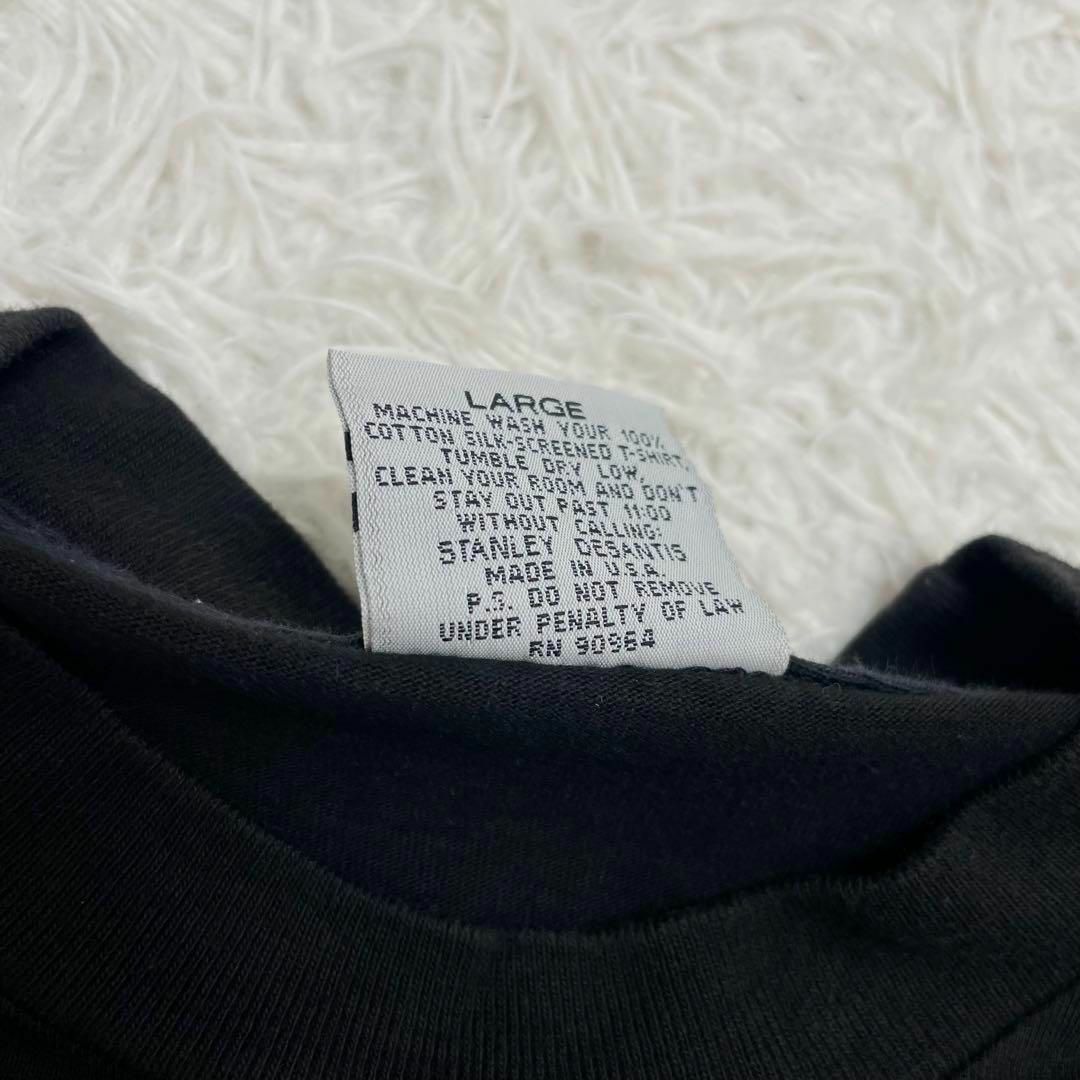 LARGE
MACHINE WASH YOUR 100%
COTTON SILK-SCREENED T-SHIRT,
TUMBLE DRY LOW,
CLEAN YOUR ROOM AND DON'T
STAY OUT PAST 11:00
WITHOUT CALLING:
STANLEY DESANTIS
MADE IN U.S.A.
P.S. DO NOT REMOVE
UNDER PENALTY OF LAW
RN 90964